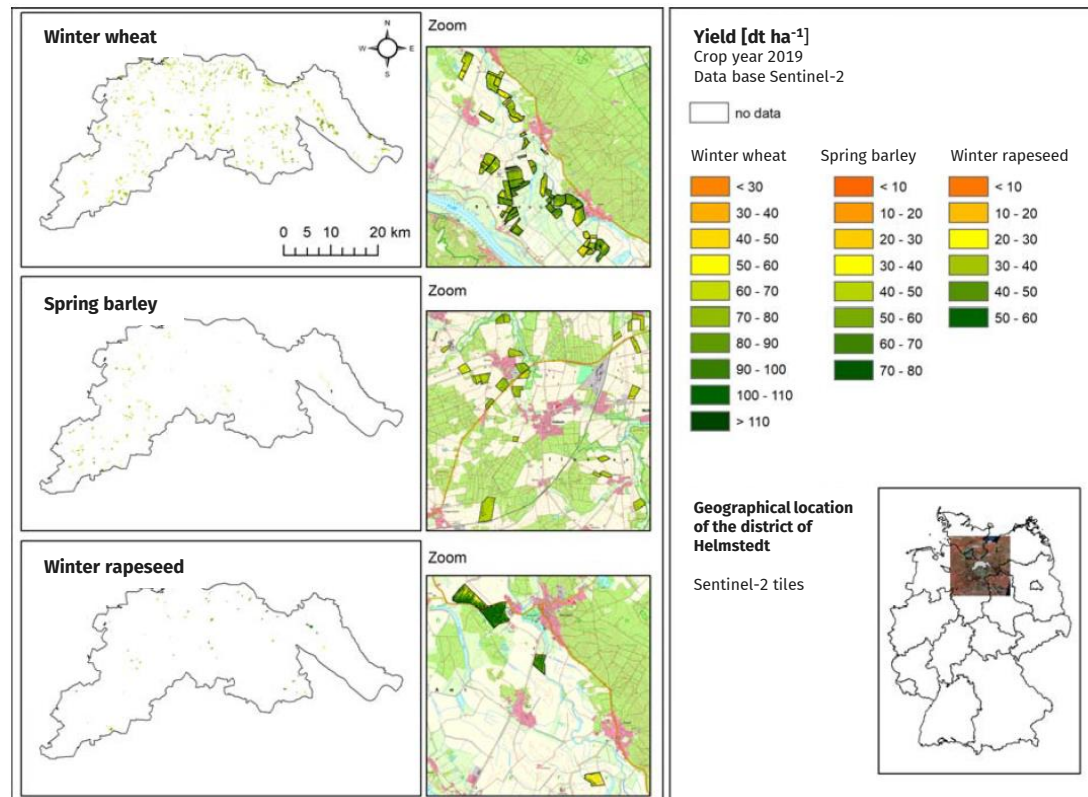 Winter wheat
N
W
E
S
0 10 20 km
Zoom
Spring barley
Zoom
Winter rapeseed
Zoom
Yield [dt ha⁻¹]
Crop year 2019
Data base Sentinel-2
no data
Winter wheat
< 30
30 - 40
40 - 50
50 - 60
60 - 70
70 - 80
80 - 90
90 - 100
100 - 110
> 110
Spring barley
< 10
10 - 20
20 - 30
30 - 40
40 - 50
50 - 60
60 - 70
70 - 80
Winter rapeseed
< 10
10 - 20
20 - 30
30 - 40
40 - 50
50 - 60
Geographical location
of the district of
Helmstedt
Sentinel-2 tiles